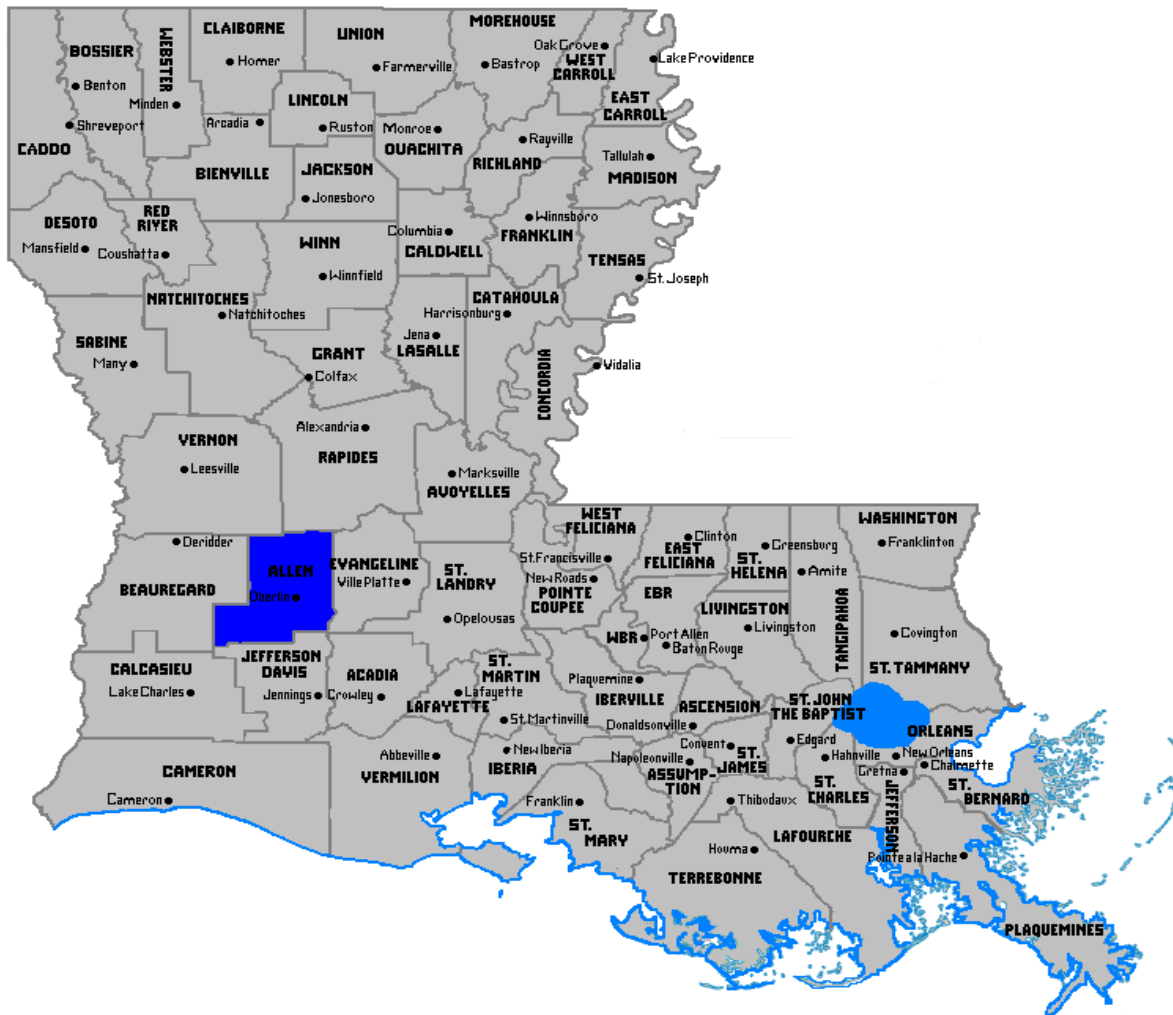 CLAIBORNE
UNION
MOREHOUSE
BOSSIER
WEBSTER
Oak Grove
WEST
CARROLL
Lake Providence
Homer
Farmerville
Bastrop
Benton
Minden
LINCOLN
EAST
CARROLL
Shreveport
Arcadia
Ruston
Monroe
OUACHITA
Rayville
CADDO
RICHLAND
Tallulah
MADISON
BIENVILLE
JACKSON
Jonesboro
DESOTO
RED
RIVER
Mansfield
Coushatta
WINN
Columbia
CALDWELL
Winnsboro
FRANKLIN
TENSAS
Winnfield
St. Joseph
NATCHITOCHES
Natchitoches
CATAHOULA
Harrisonburg
SABINE
Many
GRANT
Colfax
Jena
LASALLE
CONCORDIA
Vidalia
VERNON
Leesville
Alexandria
RAPIDES
Marksville
AVOYELLES
WEST
FELICIANA
WASHINGTON
Deridder
Clinton
EAST
FELICIANA
Greensburg
ST.
HELENA
Franklinton
ALLEN
Oberlin
EVANGELINE
Ville Platte
ST.
LANDRY
St. Francisville
New Roads
POINTE
COUPEE
Amite
BEAUREGARD
EBR
LIVINGSTON
Livingston
TANGIPAHOA
Opelousas
WBR
Port Allen
Baton Rouge
Covington
ST. TAMMANY
CALCASIEU
Lake Charles
JEFFERSON
DAVIS
Jennings
ACADIA
Crowley
Lafayette
LAFAYETTE
ST.
MARTIN
St. Martinville
Plaquemine
IBERVILLE
ASCENSION
Donaldsonville
ST. JOHN
THE BAPTIST
ORLEANS
CAMERON
Cameron
Abbeville
VERMILION
New Iberia
IBERIA
Napoleonville
ASSUMP-
TION
Convent
ST.
JAMES
Edgard
Hahnville
New Orleans
Chalmette
Gretna
ST.
BERNARD
Franklin
ST.
MARY
Thibodaux
ST.
CHARLES
JEFFERSON
LAFOURCHE
Houma
TERREBONNE
Pointe a la Hache
PLAQUEMINES